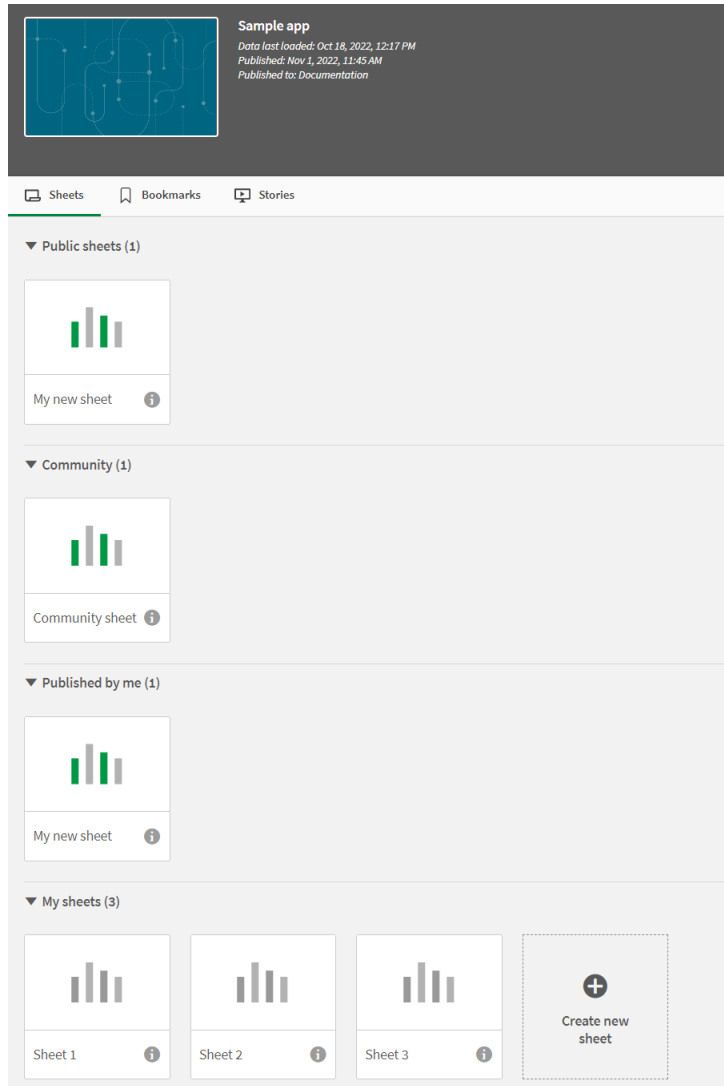 Sample app
Data last loaded: Oct 18, 2022, 12:17 PM
Published: Nov 1, 2022, 11:45 AM
Published to: Documentation
Sheets
Bookmarks
Stories
Public sheets (1)
My new sheet
Community (1)
Community sheet
Published by me (1)
My new sheet
My sheets (3)
Sheet 1
Sheet 2
Sheet 3
Create new
sheet